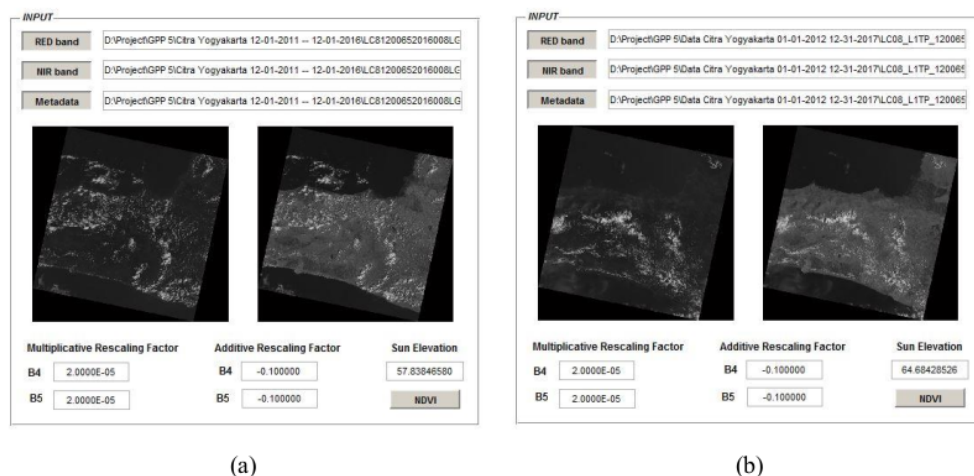 INPUT
RED band D:\Project\GPP 5\Citra Yogyakarta 12-01-2011 -- 12-01-2016\LC81200652016008LG
NIR band D:\Project\GPP 5\Citra Yogyakarta 12-01-2011 -- 12-01-2016\LC81200652016008LG
Metadata D:\Project\GPP 5\Citra Yogyakarta 12-01-2011 -- 12-01-2016\LC81200652016008LG
Multiplicative Rescaling Factor Additive Rescaling Factor Sun Elevation
B4 2.0000E-05 B4 -0.100000 57.83846580
B5 2.0000E-05 B5 -0.100000 NDVI
(a)
INPUT
RED band D:\Project\GPP 5\Data Citra Yogyakarta 01-01-2012 12-31-2017\LC08_L1TP_120065
NIR band D:\Project\GPP 5\Data Citra Yogyakarta 01-01-2012 12-31-2017\LC08_L1TP_120065
Metadata D:\Project\GPP 5\Data Citra Yogyakarta 01-01-2012 12-31-2017\LC08_L1TP_120065
Multiplicative Rescaling Factor Additive Rescaling Factor Sun Elevation
B4 2.0000E-05 B4 -0.100000 64.68428526
B5 2.0000E-05 B5 -0.100000 NDVI
(b)